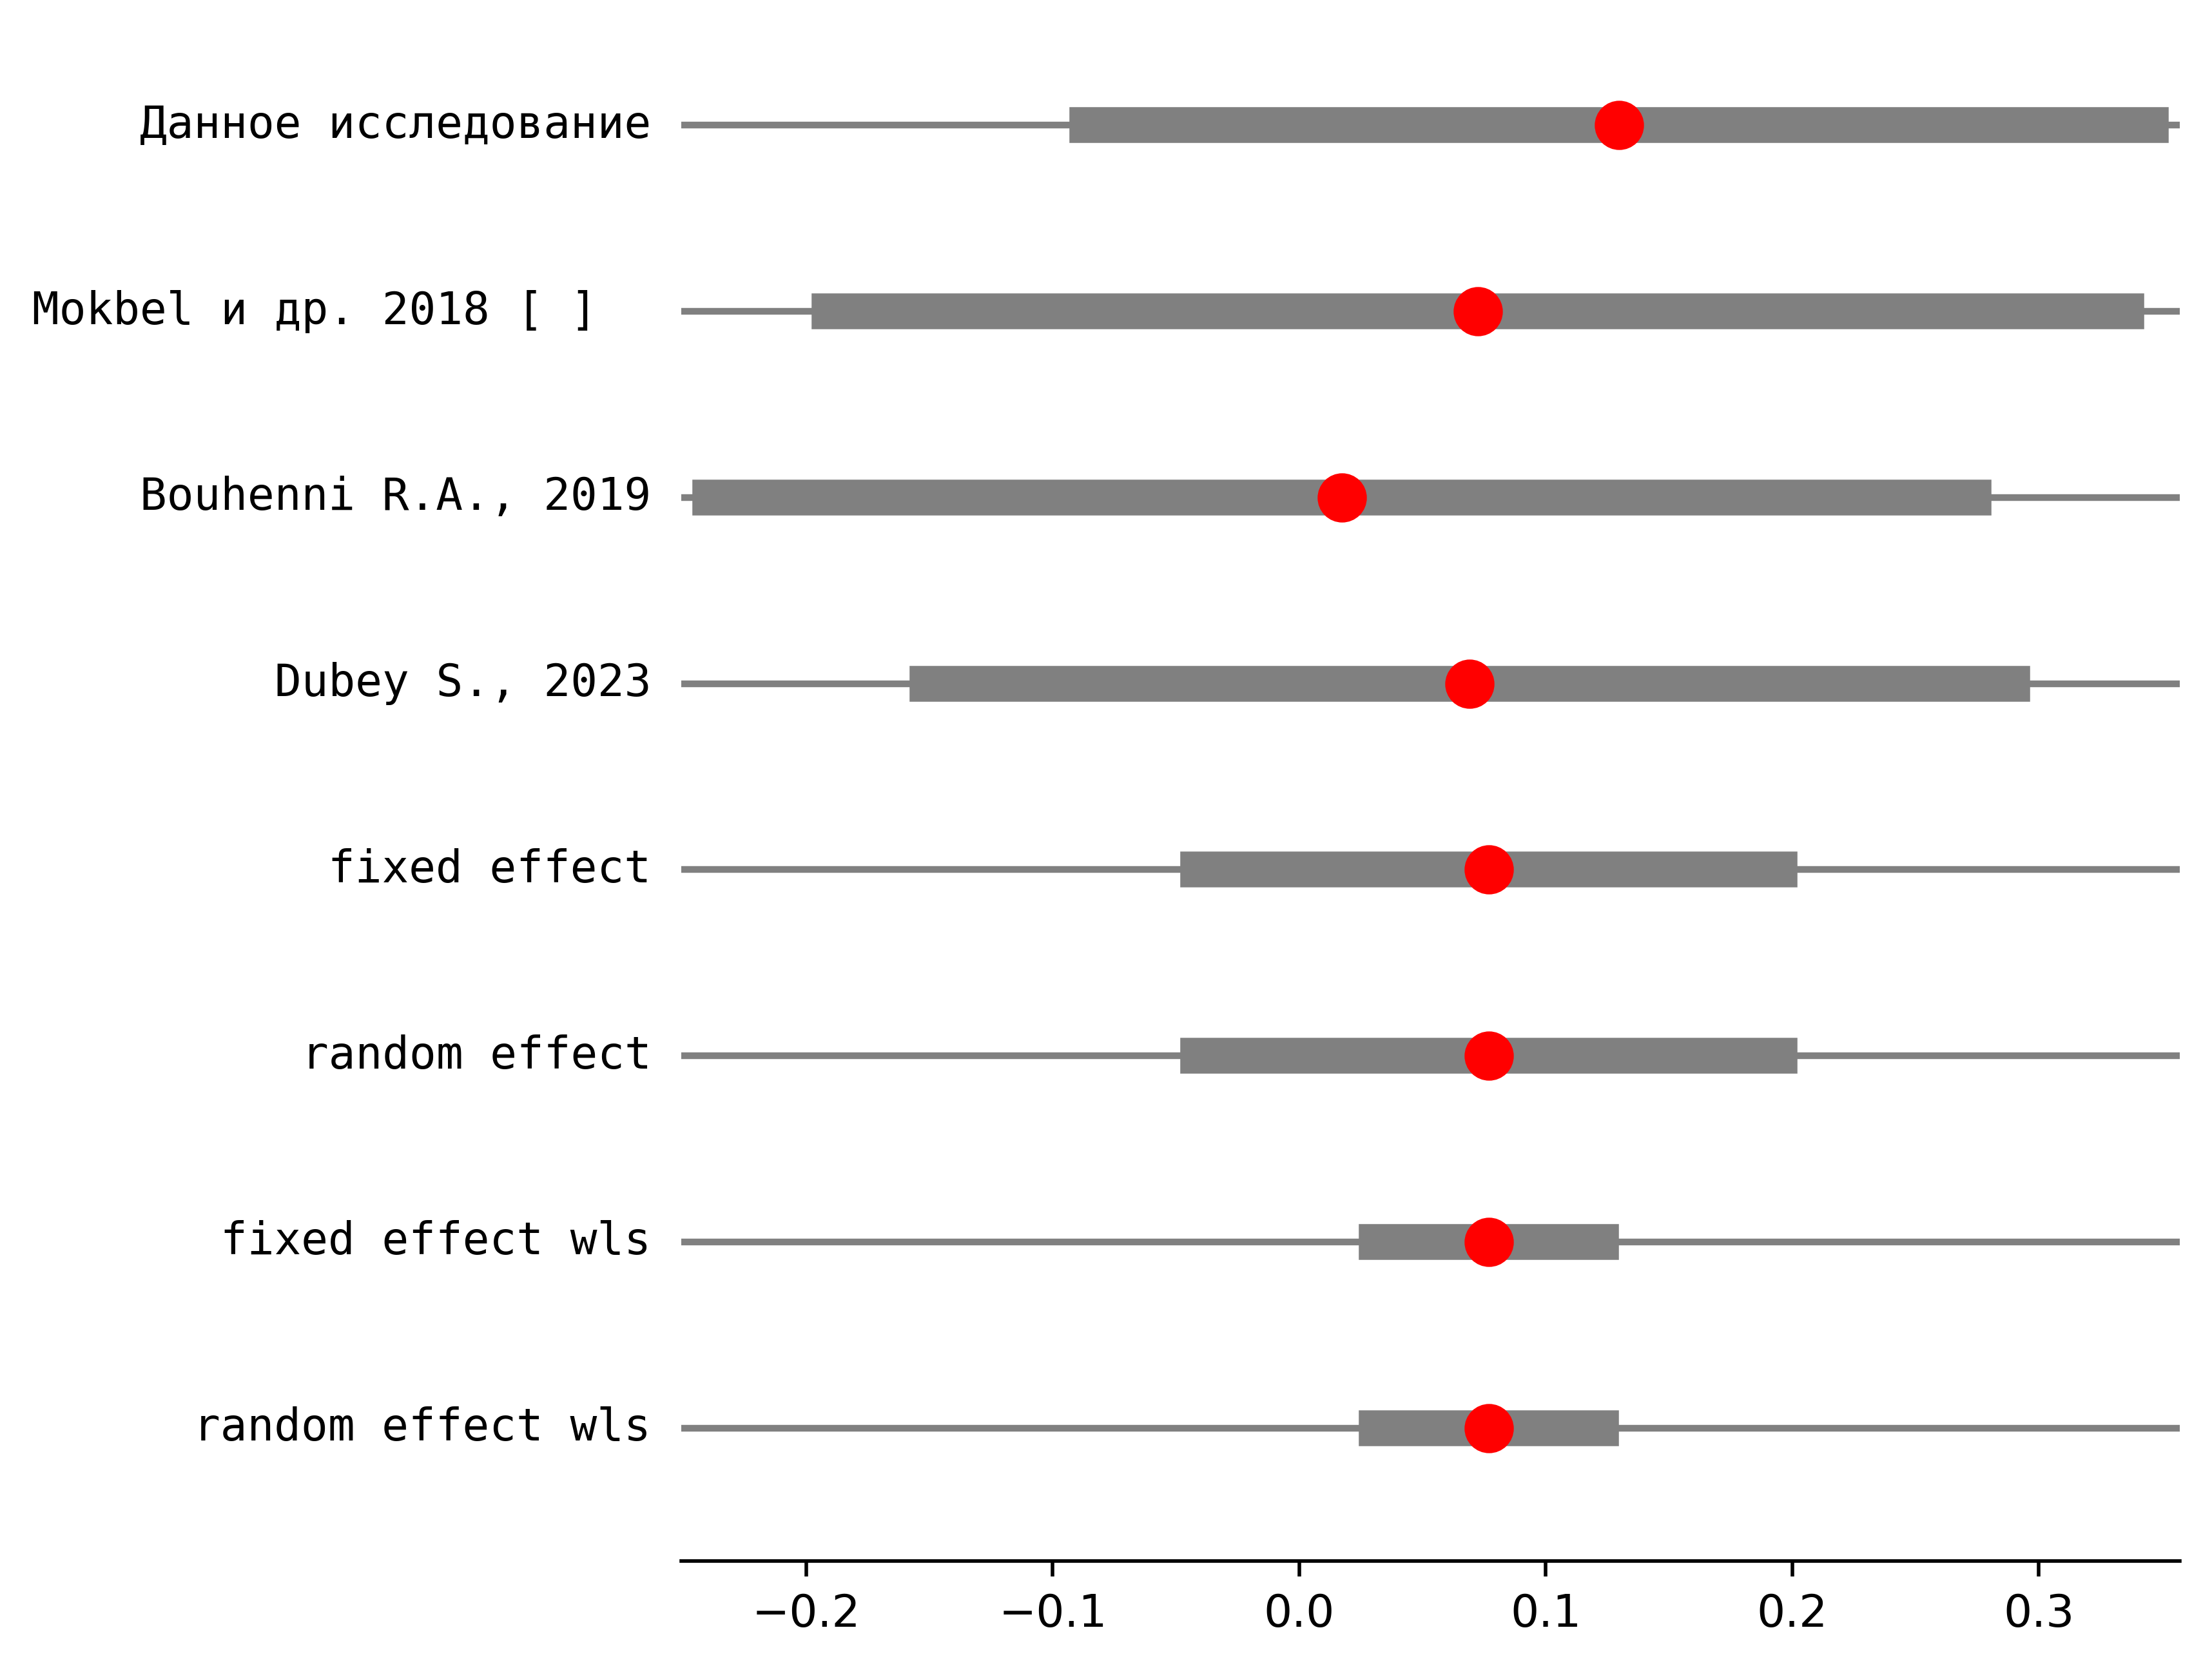 Данное исследование
Mokbel и др. 2018 [ ]
Bouhenni R.A., 2019
Dubey S., 2023
fixed effect
random effect
fixed effect wls
random effect wls
−0.2 −0.1 0.0 0.1 0.2 0.3